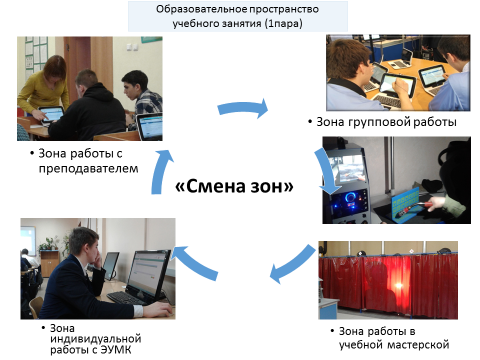 Образовательное пространство
учебного занятия (1пара)
• Зона работы с
преподавателем
• Зона групповой работы
«Смена зон»
• Зона
индивидуальной
работы с ЭУМК
• Зона работы в
учебной мастерской